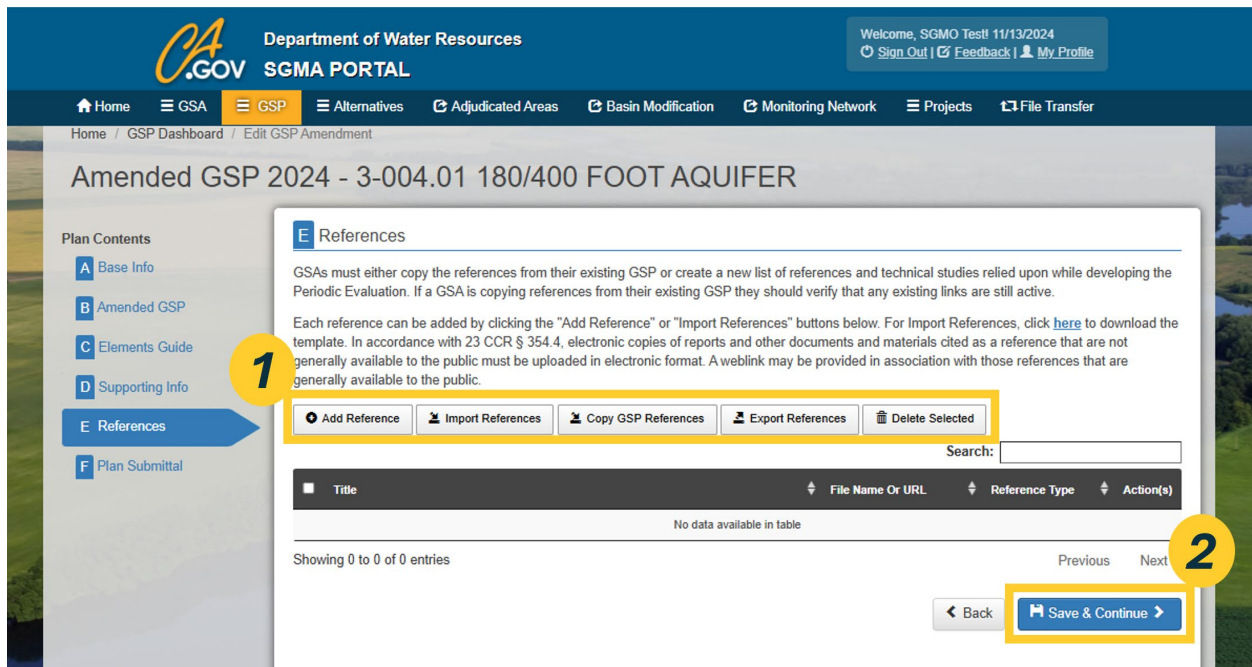 CA
.GOV
Department of Water Resources
SGMA PORTAL
Welcome, SGMO Test! 11/13/2024
Sign Out | Feedback | My Profile
Home GSA GSP Alternatives Adjudicated Areas Basin Modification Monitoring Network Projects File Transfer
Home / GSP Dashboard / Edit GSP Amendment
Amended GSP 2024 - 3-004.01 180/400 FOOT AQUIFER
Plan Contents
A Base Info
B Amended GSP
C Elements Guide
D Supporting Info
E References
F Plan Submittal
E References
GSAs must either copy the references from their existing GSP or create a new list of references and technical studies relied upon while developing the
Periodic Evaluation. If a GSA is copying references from their existing GSP they should verify that any existing links are still active.
Each reference can be added by clicking the "Add Reference" or "Import References" buttons below. For Import References, click here to download the
template. In accordance with 23 CCR § 354.4, electronic copies of reports and other documents and materials cited as a reference that are not
generally available to the public must be uploaded in electronic format. A weblink may be provided in association with those references that are
generally available to the public.
1
Add Reference Import References Copy GSP References Export References Delete Selected
Search:
Title File Name Or URL Reference Type Action(s)
No data available in table
Showing 0 to 0 of 0 entries
Previous Next
2
Back Save & Continue